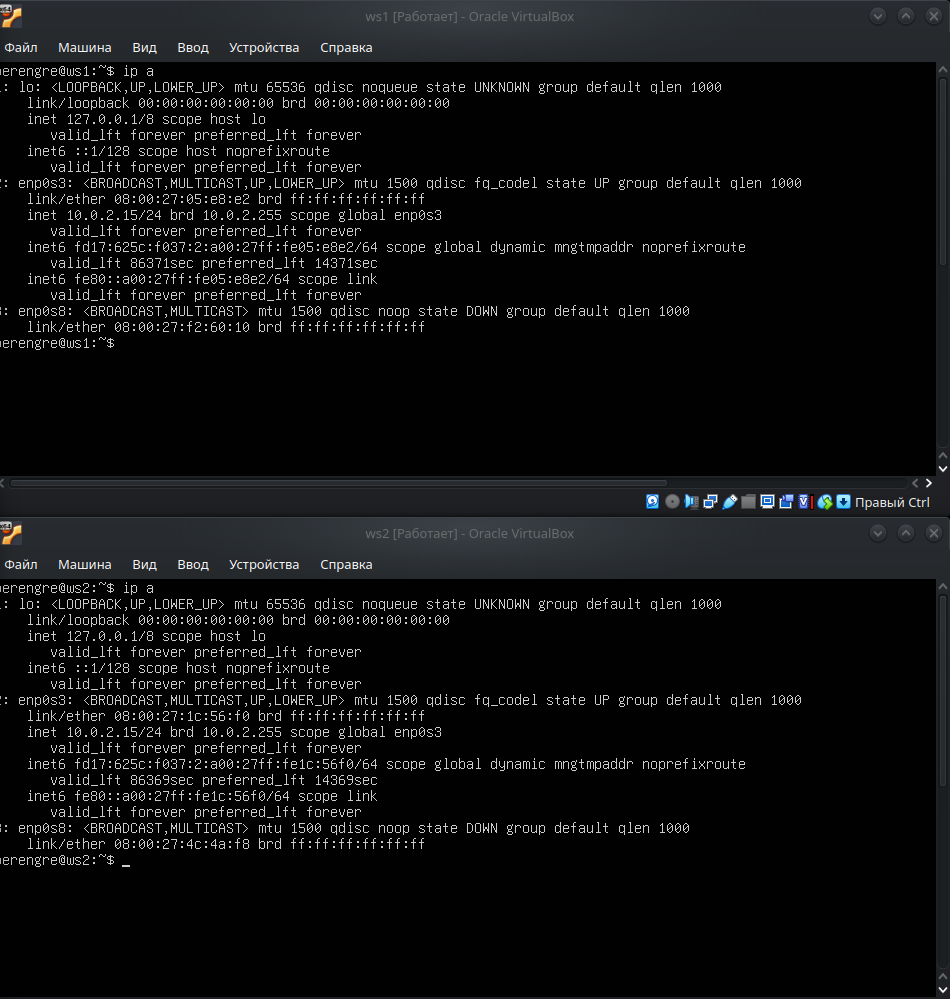 ws1 [Работает] - Oracle VirtualBox
Файл Машина Вид Ввод Устройства Справка
erengre@ws1:~$ ip a
: lo: <LOOPBACK,UP,LOWER_UP> mtu 65536 qdisc noqueue state UNKNOWN group default qlen 1000
link/loopback 00:00:00:00:00:00 brd 00:00:00:00:00:00
inet 127.0.0.1/8 scope host lo
valid_lft forever preferred_lft forever
inet6 ::1/128 scope host noprefixroute
valid_lft forever preferred_lft forever
2: enp0s3: <BROADCAST,MULTICAST,UP,LOWER_UP> mtu 1500 qdisc fq_codel state UP group default qlen 1000
link/ether 08:00:27:05:e8:e2 brd ff:ff:ff:ff:ff:ff
inet 10.0.2.15/24 brd 10.0.2.255 scope global enp0s3
valid_lft forever preferred_lft forever
inet6 fd17:625c:f037:2:a00:27ff:fe05:e8e2/64 scope global dynamic mngtmpaddr noprefixroute
valid_lft 86371sec preferred_lft 14371sec
inet6 fe80::a00:27ff:fe05:e8e2/64 scope link
valid_lft forever preferred_lft forever
3: enp0s8: <BROADCAST,MULTICAST> mtu 1500 qdisc noop state DOWN group default qlen 1000
link/ether 08:00:27:f2:60:10 brd ff:ff:ff:ff:ff:ff
erengre@ws1:~$
Правый Ctrl
ws2 [Работает] - Oracle VirtualBox
Файл Машина Вид Ввод Устройства Справка
erengre@ws2:~$ ip a
: lo: <LOOPBACK,UP,LOWER_UP> mtu 65536 qdisc noqueue state UNKNOWN group default qlen 1000
link/loopback 00:00:00:00:00:00 brd 00:00:00:00:00:00
inet 127.0.0.1/8 scope host lo
valid_lft forever preferred_lft forever
inet6 ::1/128 scope host noprefixroute
valid_lft forever preferred_lft forever
2: enp0s3: <BROADCAST,MULTICAST,UP,LOWER_UP> mtu 1500 qdisc fq_codel state UP group default qlen 1000
link/ether 08:00:27:1c:56:f0 brd ff:ff:ff:ff:ff:ff
inet 10.0.2.15/24 brd 10.0.2.255 scope global enp0s3
valid_lft forever preferred_lft forever
inet6 fd17:625c:f037:2:a00:27ff:fe1c:56f0/64 scope global dynamic mngtmpaddr noprefixroute
valid_lft 86369sec preferred_lft 14369sec
inet6 fe80::a00:27ff:fe1c:56f0/64 scope link
valid_lft forever preferred_lft forever
3: enp0s8: <BROADCAST,MULTICAST> mtu 1500 qdisc noop state DOWN group default qlen 1000
link/ether 08:00:27:4c:4a:f8 brd ff:ff:ff:ff:ff:ff
erengre@ws2:~$ _